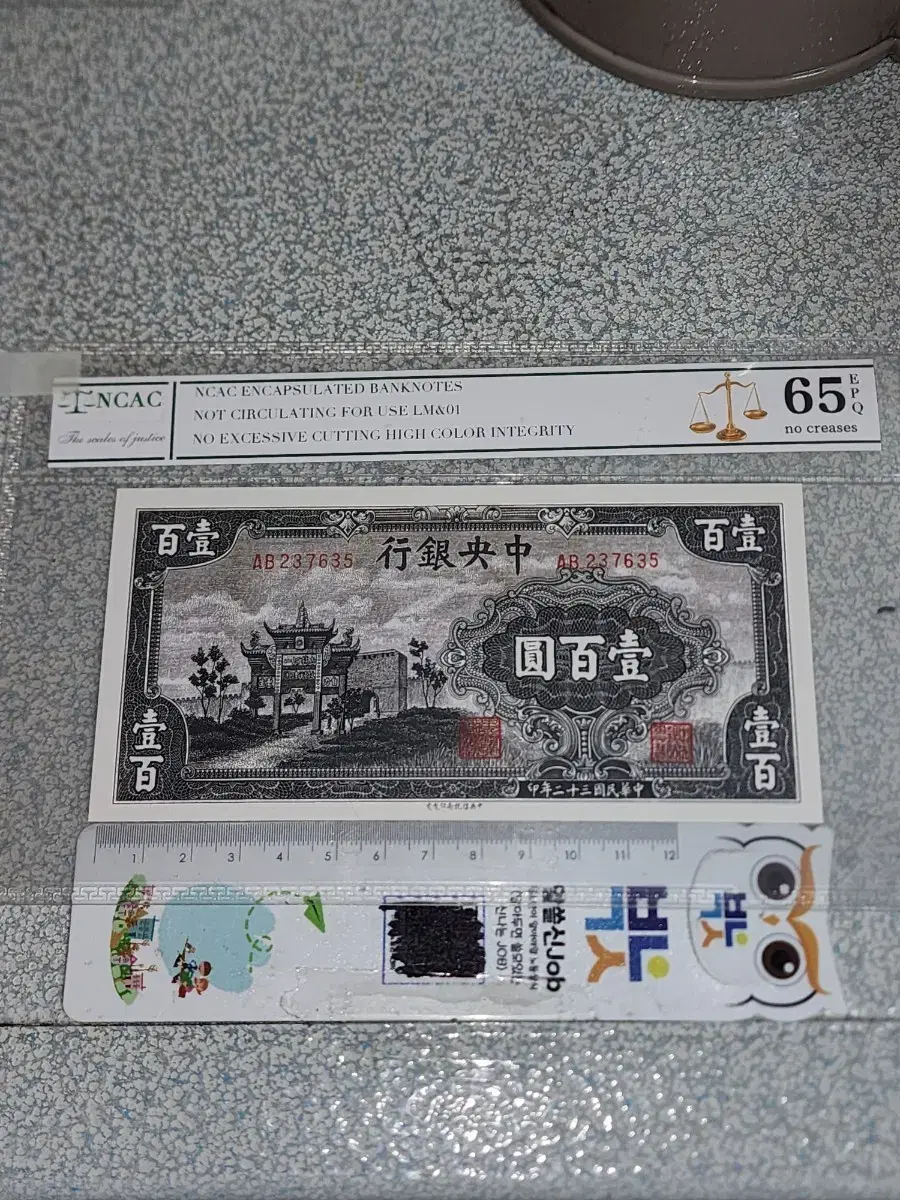 NCAC
The scales of justice
NCAC ENCAPSULATED BANKNOTES
NOT CIRCULATING FOR USE LM&01
NO EXCESSIVE CUTTING HIGH COLOR INTEGRITY
65 EPQ
no creases
百壹
百壹
AB 237635
行銀央中
AB 237635
圓百壹
壹百
壹百
印年二十三國民華中
1 2 3 4 5 6 7 8 9 10 11 12